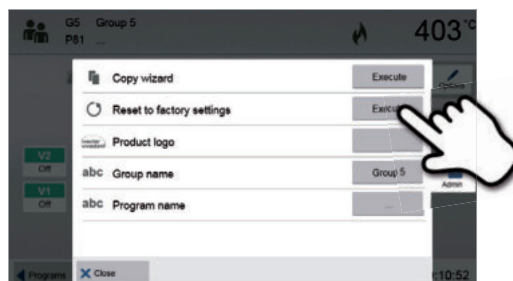 G5 Group 5
P81 ...
403 °C
Copy wizard Execute
Reset to factory settings
Product logo
V2
Off
abc Group name Group 5
Admin
V1
Off
abc Program name ...
Programs
Close
:10:52